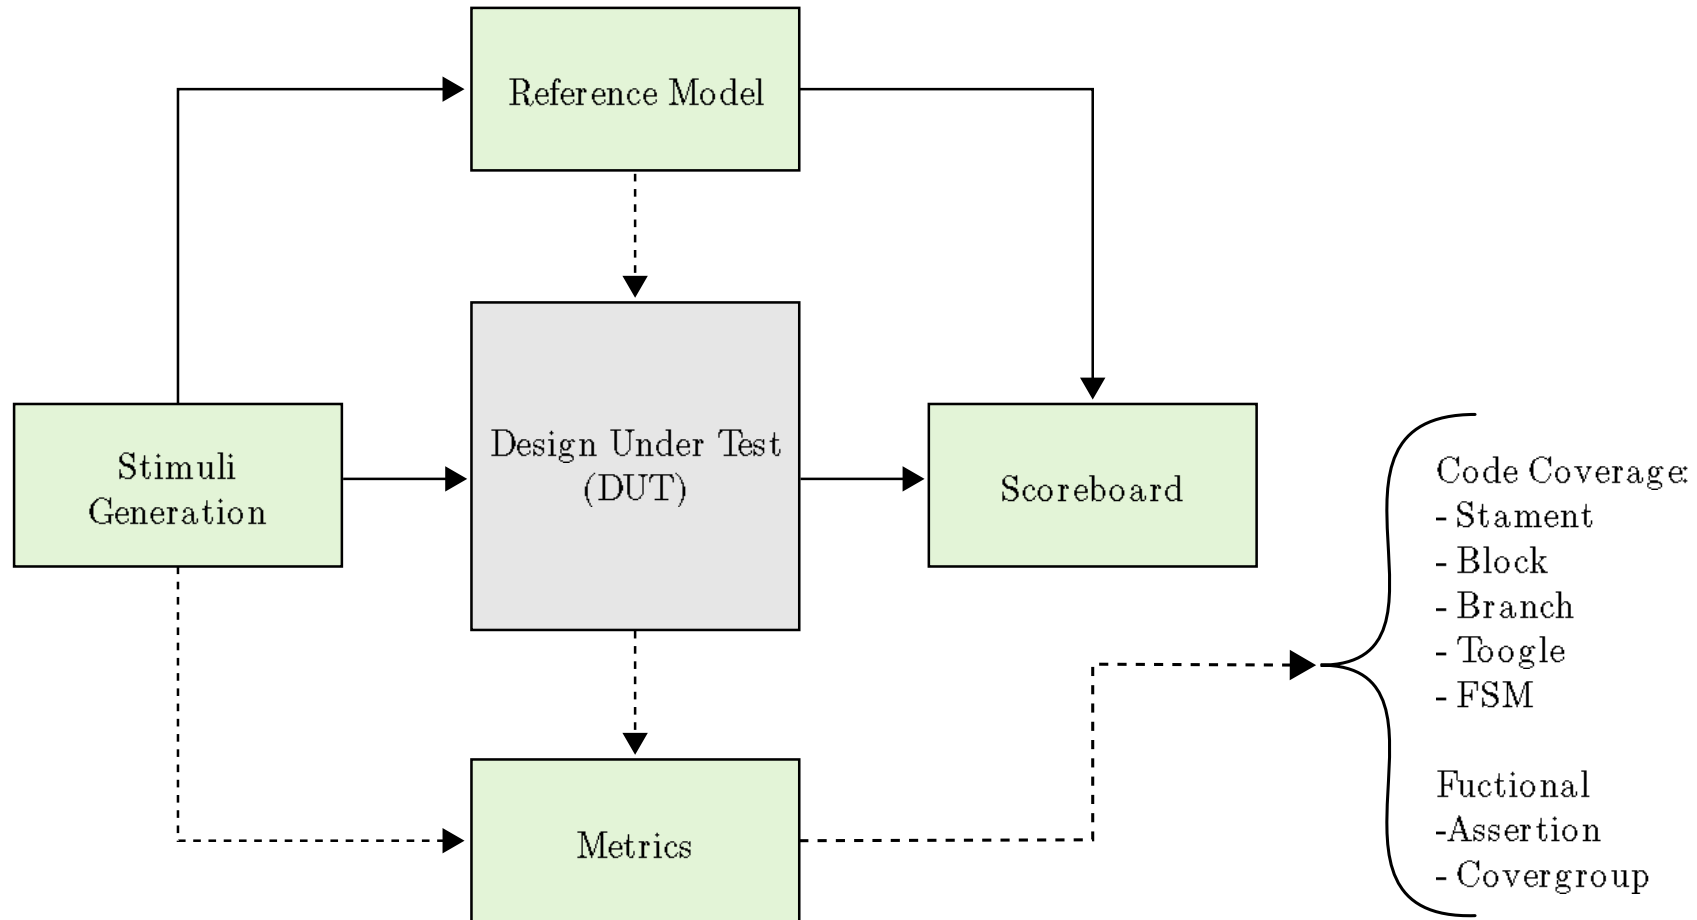 Reference Model
Design Under Test
(DUT)
Stimuli
Generation
Scoreboard
Metrics
Code Coverage:
- Stament
- Block
- Branch
- Toogle
- FSM
Fuctional
-Assertion
- Covergroup